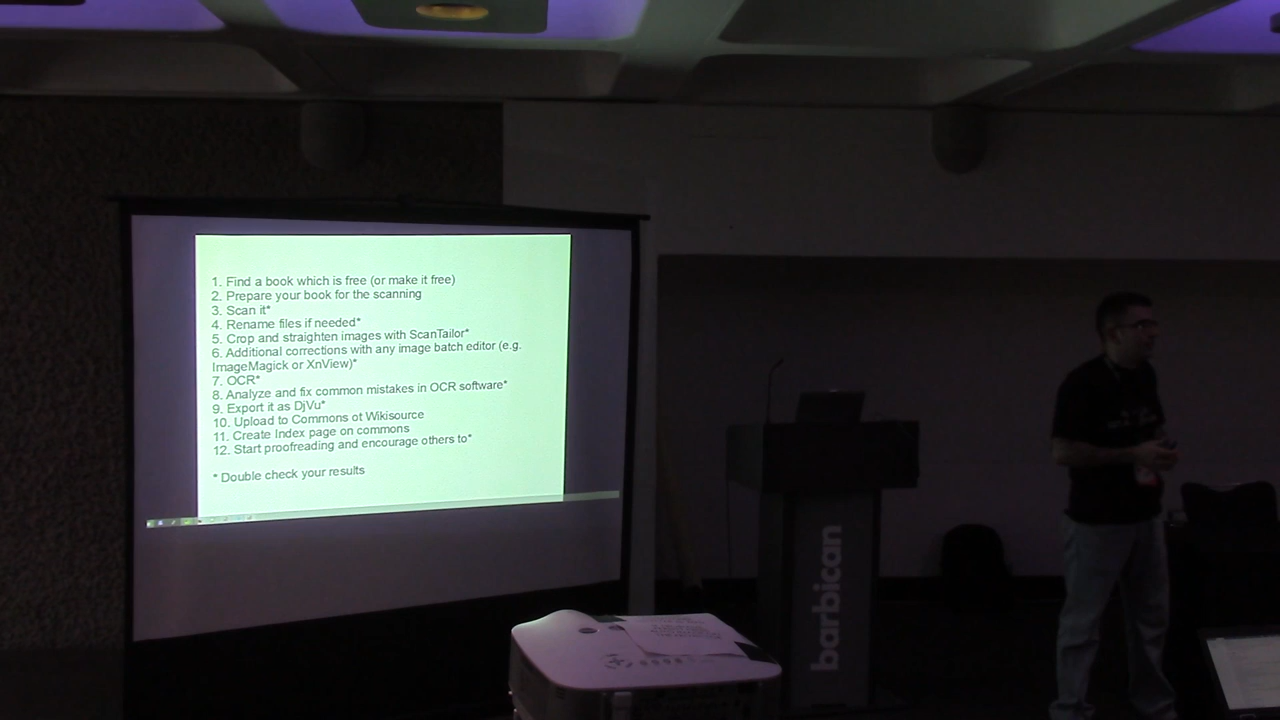 1. Find a book which is free (or make it free)
2. Prepare your book for the scanning
3. Scan it*
4. Rename files if needed*
5. Crop and straighten images with ScanTailor*
6. Additional corrections with any image batch editor (e.g.
ImageMagick or XnView)*
7. OCR*
8. Analyze and fix common mistakes in OCR software*
9. Export it as DjVu*
10. Upload to Commons ot Wikisource
11. Create Index page on commons
12. Start proofreading and encourage others to*
* Double check your results
barbican